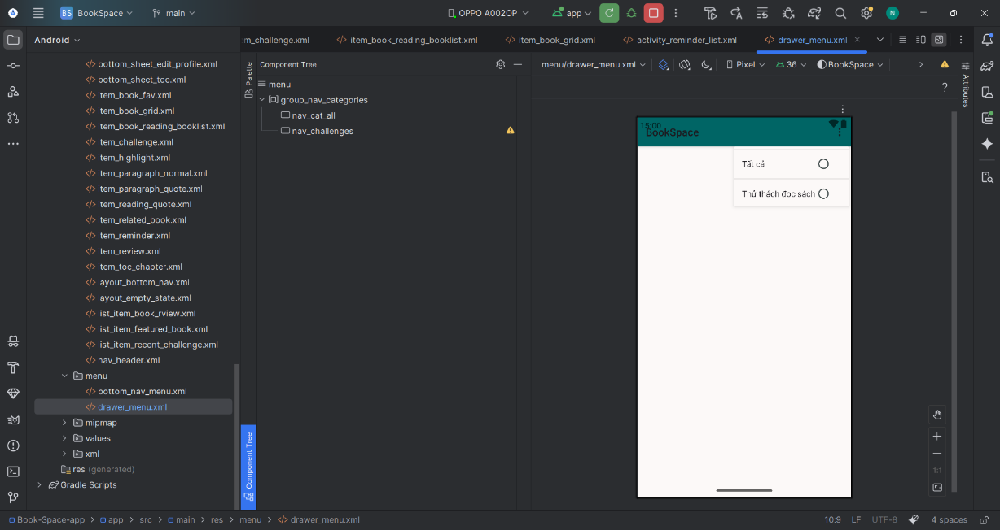 BS BookSpace main OPPO A002OP app N
Android m_challenge.xml item_book_reading_booklist.xml item_book_grid.xml activity_reminder_list.xml drawer_menu.xml
Palette
Component Tree
menu/drawer_menu.xml Pixel 36 BookSpace
Attributes
bottom_sheet_edit_profile.xml
bottom_sheet_toc.xml
item_book_fav.xml
item_book_grid.xml
item_book_reading_booklist.xml
item_challenge.xml
item_highlight.xml
item_paragraph_normal.xml
item_paragraph_quote.xml
item_reading_quote.xml
item_related_book.xml
item_reminder.xml
item_review.xml
item_toc_chapter.xml
layout_bottom_nav.xml
layout_empty_state.xml
list_item_book_rview.xml
list_item_featured_book.xml
list_item_recent_challenge.xml
nav_header.xml
menu
bottom_nav_menu.xml
drawer_menu.xml
mipmap
values
xml
res (generated)
Gradle Scripts
menu
group_nav_categories
nav_cat_all
nav_challenges
Component Tree
?
15:00
BookSpace
Tất cả
Thử thách đọc sách
1:1
Book-Space-app > app > src > main > res > menu > drawer_menu.xml
10:9 LF UTF-8 4 spaces